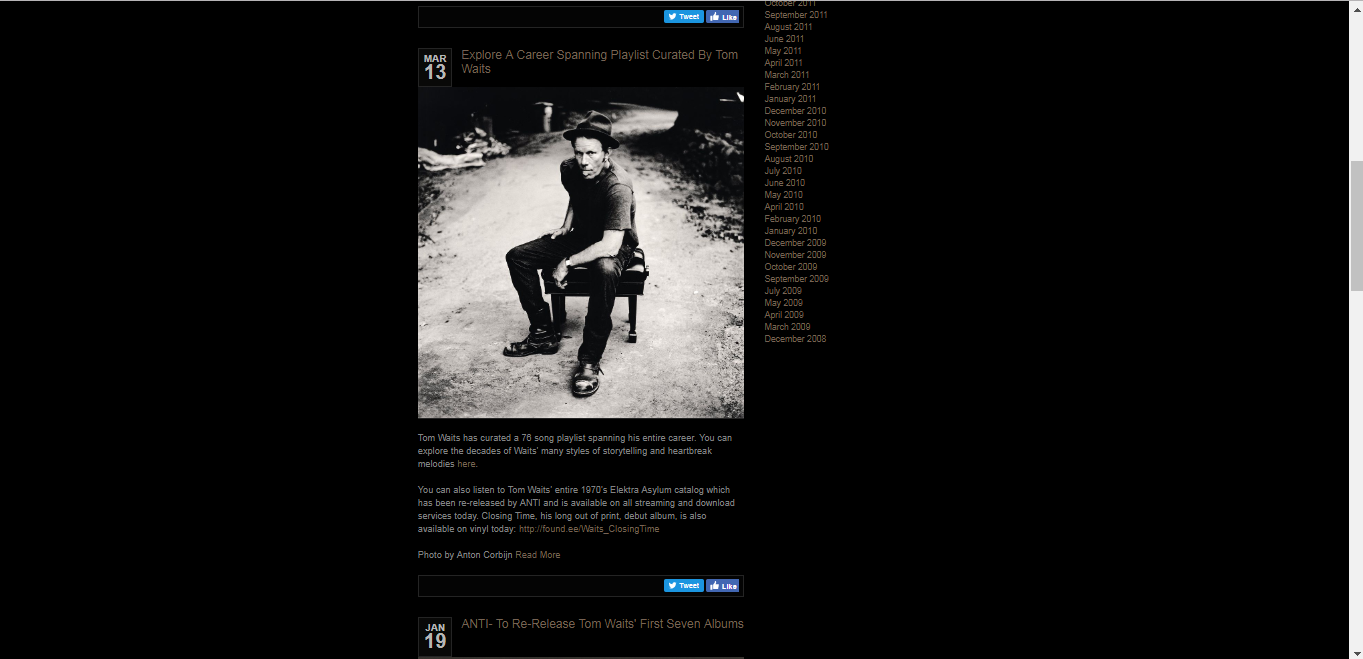 Tweet
Like
MAR
13
Explore A Career Spanning Playlist Curated By Tom
Waits
Tom Waits has curated a 76 song playlist spanning his entire career. You can
explore the decades of Waits' many styles of storytelling and heartbreak
melodies here.
You can also listen to Tom Waits' entire 1970's Elektra Asylum catalog which
has been re-released by ANTI and is available on all streaming and download
services today. Closing Time, his long out of print, debut album, is also
available on vinyl today: http://found.ee/Waits_ClosingTime
Photo by Anton Corbijn Read More
Tweet
Like
JAN
19
ANTI- To Re-Release Tom Waits' First Seven Albums
October 2011
September 2011
August 2011
June 2011
May 2011
April 2011
March 2011
February 2011
January 2011
December 2010
November 2010
October 2010
September 2010
August 2010
July 2010
June 2010
May 2010
April 2010
February 2010
January 2010
December 2009
November 2009
October 2009
September 2009
July 2009
May 2009
April 2009
March 2009
December 2008